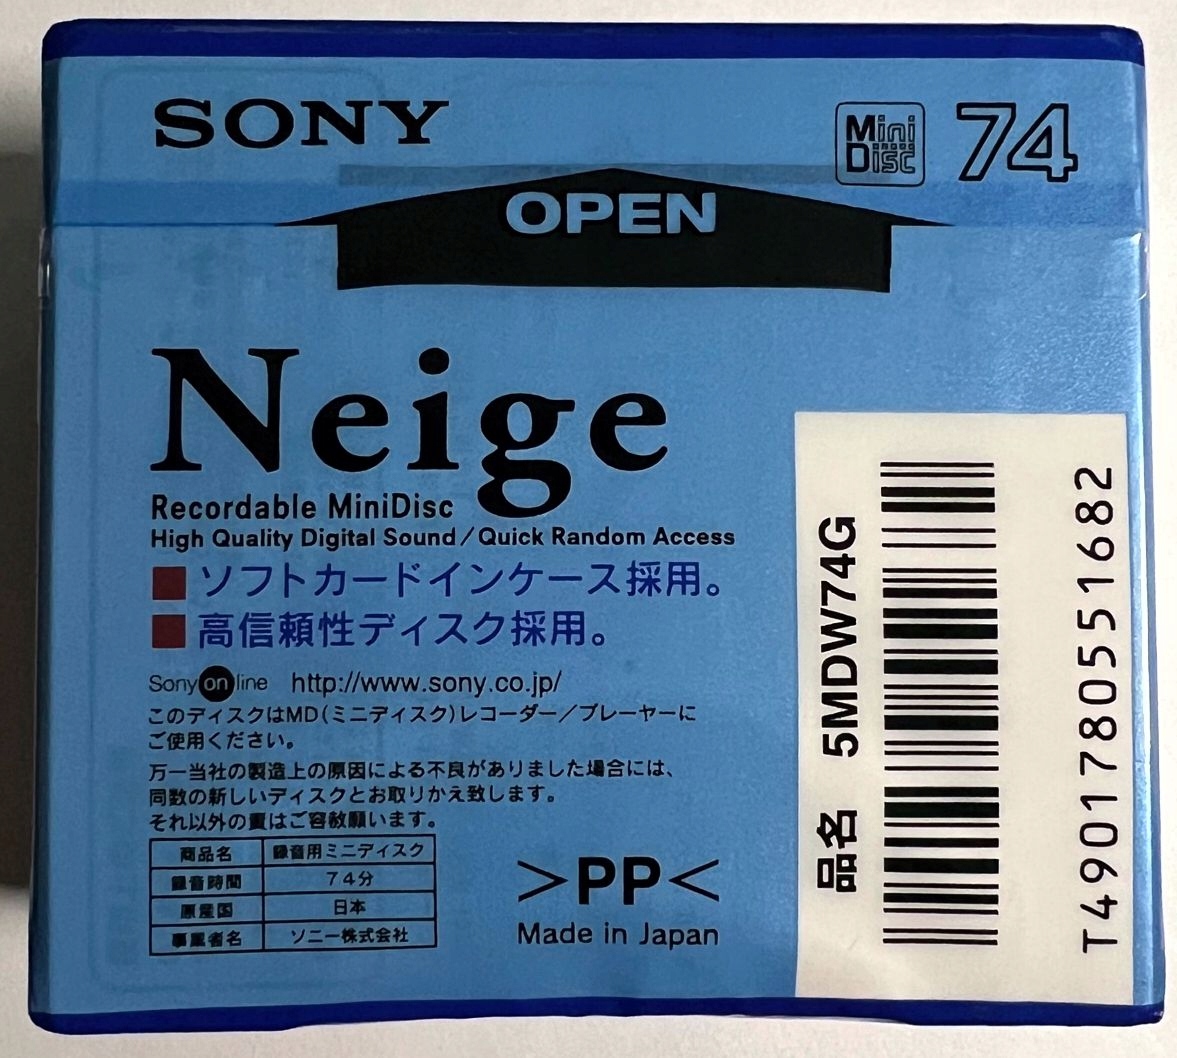 SONY
Mini Disc 74
OPEN
Neige
Recordable MiniDisc
High Quality Digital Sound/Quick Random Access
■ソフトカードインケース採用。
■高信頼性ディスク採用。
Sony on line http://www.sony.co.jp/
このディスクはMD(ミニディスク)レコーダー/プレーヤーに
ご使用ください。
万一当社の製造上の原因による不良がありました場合には、
同数の新しいディスクとお取りかえ致します。
それ以外の責はご容赦願います。
商品名 録音用ミニディスク
録音時間 74分
原産国 日本
事業者名 ソニー株式会社
>PP<
Made in Japan
品名 5MDW74G
T4901780551682